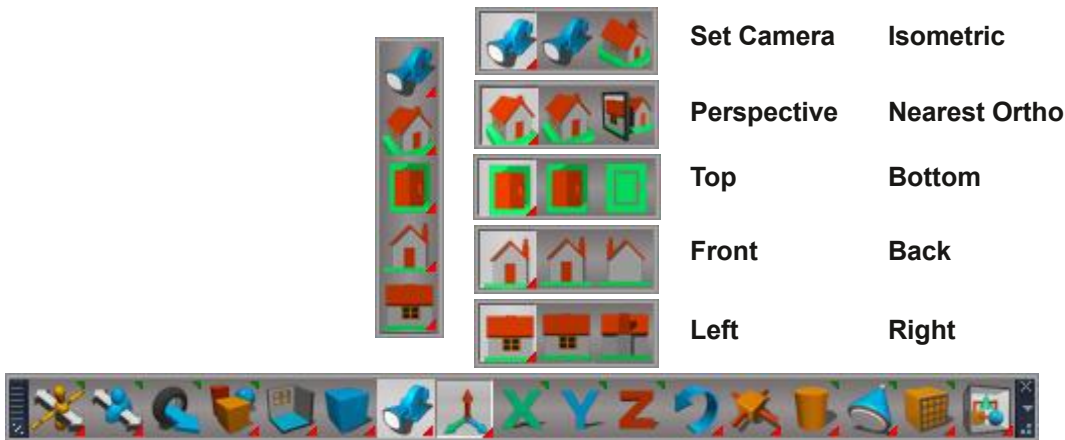 Set Camera Isometric
Perspective Nearest Ortho
Top Bottom
Front Back
Left Right
X Y Z